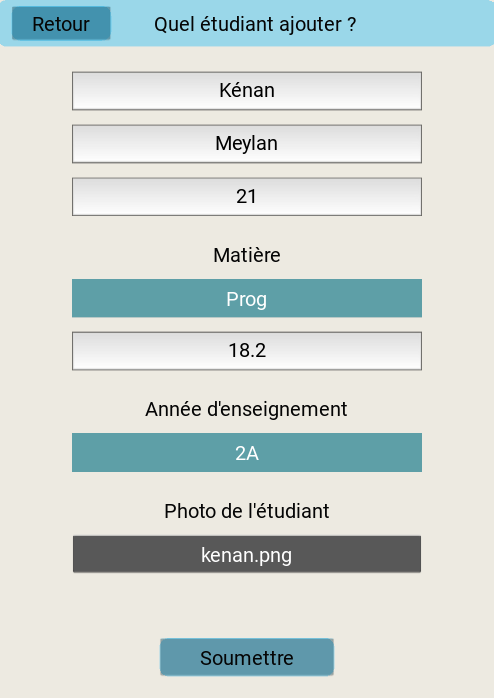 Retour
Quel étudiant ajouter ?
Kénan
Meylan
21
Matière
Prog
18.2
Année d'enseignement
2A
Photo de l'étudiant
kenan.png
Soumettre